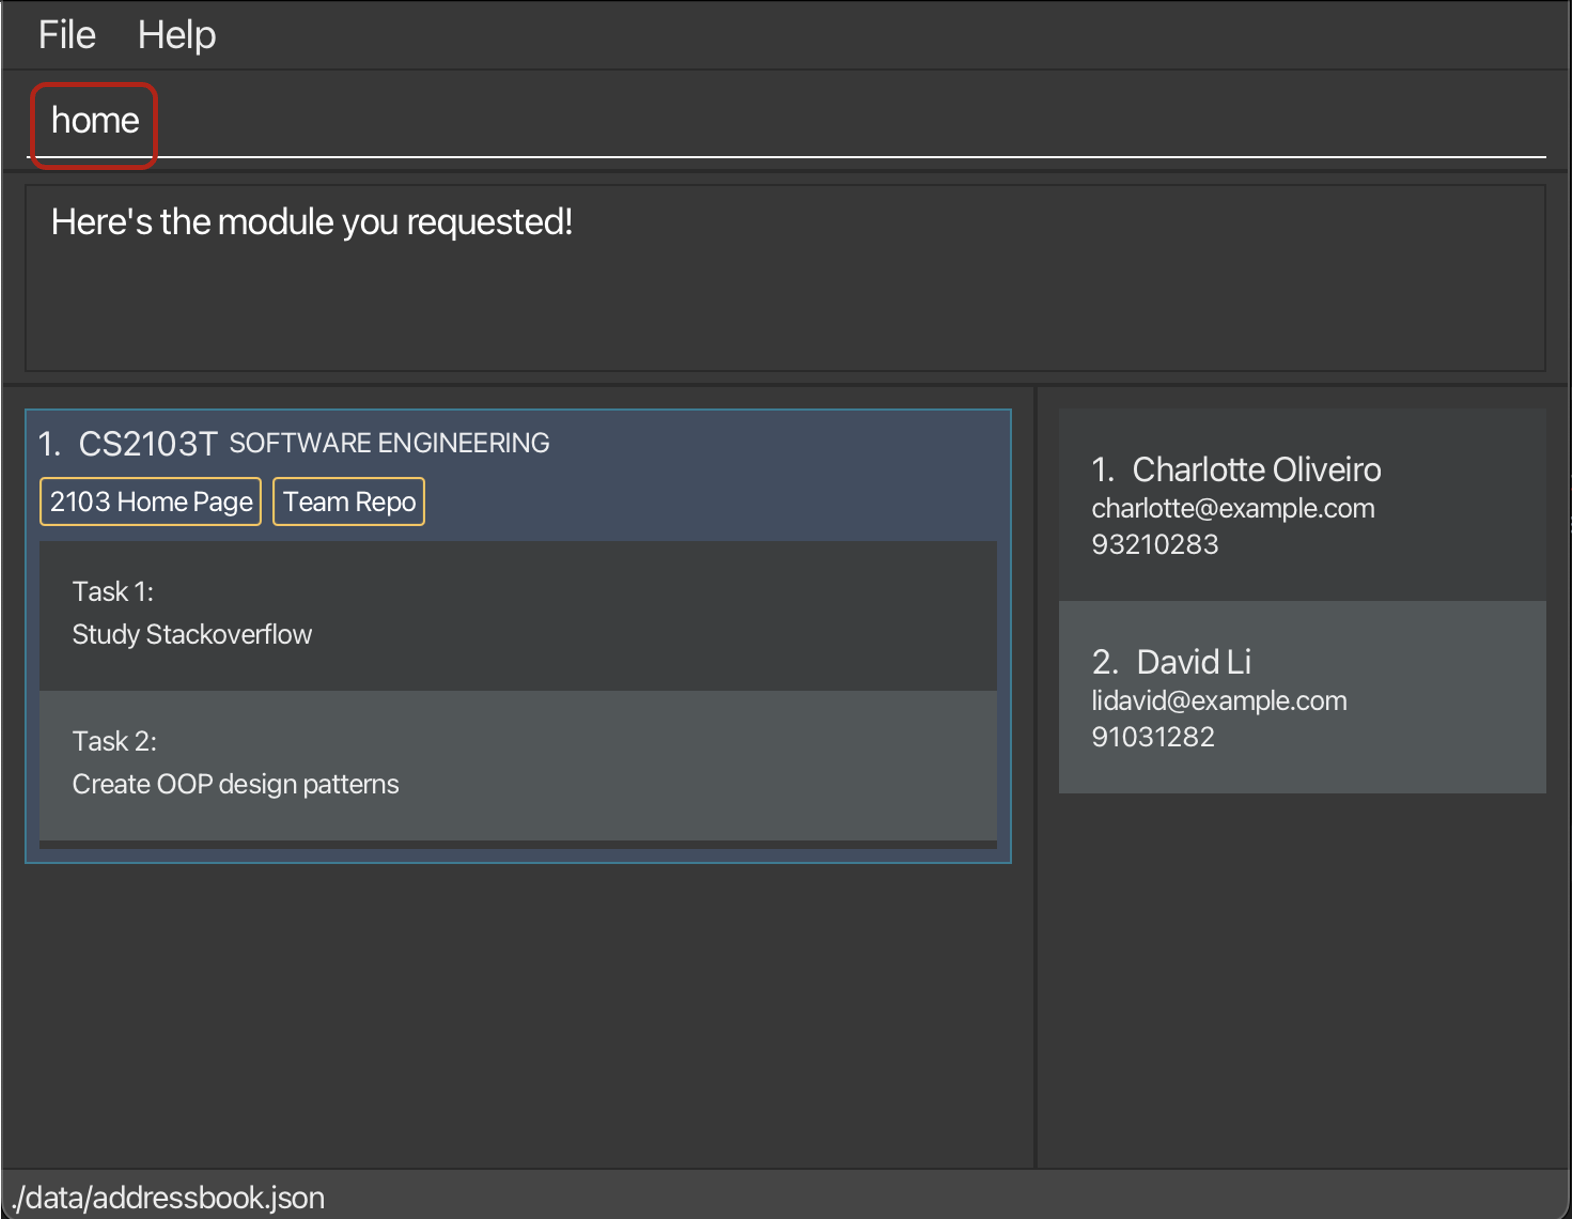 File Help
home
Here's the module you requested!
1. CS2103T SOFTWARE ENGINEERING
2103 Home Page Team Repo
Task 1:
Study Stackoverflow
Task 2:
Create OOP design patterns
1. Charlotte Oliveiro
charlotte@example.com
93210283
2. David Li
lidavid@example.com
91031282
./data/addressbook.json